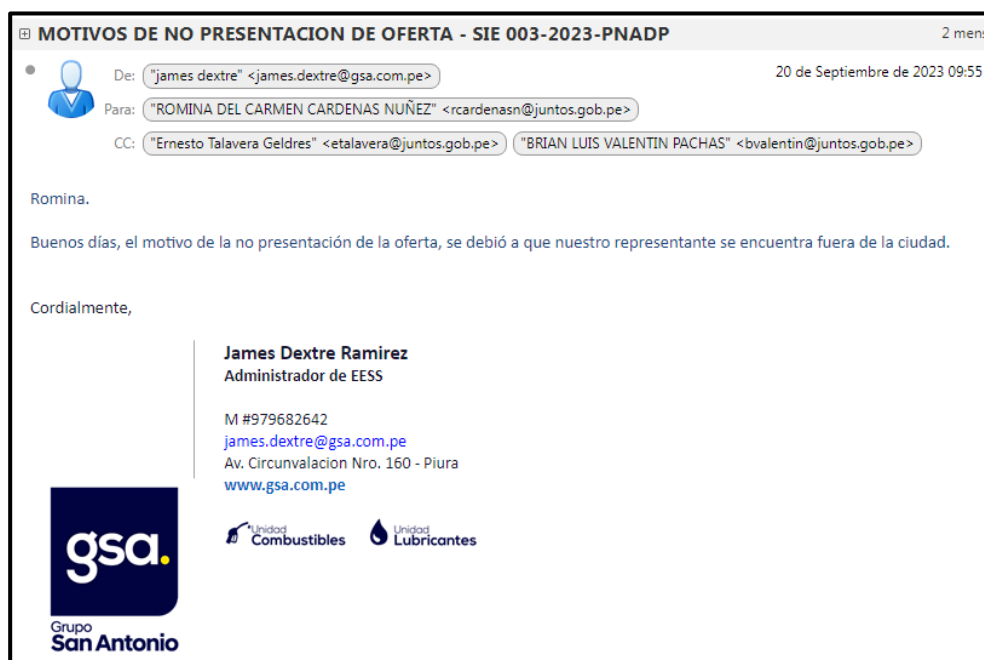 MOTIVOS DE NO PRESENTACION DE OFERTA - SIE 003-2023-PNADP
2 mens
De: "james dextre" <james.dextre@gsa.com.pe>
20 de Septiembre de 2023 09:55
Para: "ROMINA DEL CARMEN CARDENAS NUÑEZ" <rcardenasn@juntos.gob.pe>
CC: "Ernesto Talavera Geldres" <etalavera@juntos.gob.pe> "BRIAN LUIS VALENTIN PACHAS" <bvalentin@juntos.gob.pe>
Romina.
Buenos días, el motivo de la no presentación de la oferta, se debió a que nuestro representante se encuentra fuera de la ciudad.
Cordialmente,
James Dextre Ramirez
Administrador de EESS
M #979682642
james.dextre@gsa.com.pe
Av. Circunvalacion Nro. 160 - Piura
www.gsa.com.pe
Unidad
Combustibles
Unidad
Lubricantes
gsa.
Grupo
San Antonio